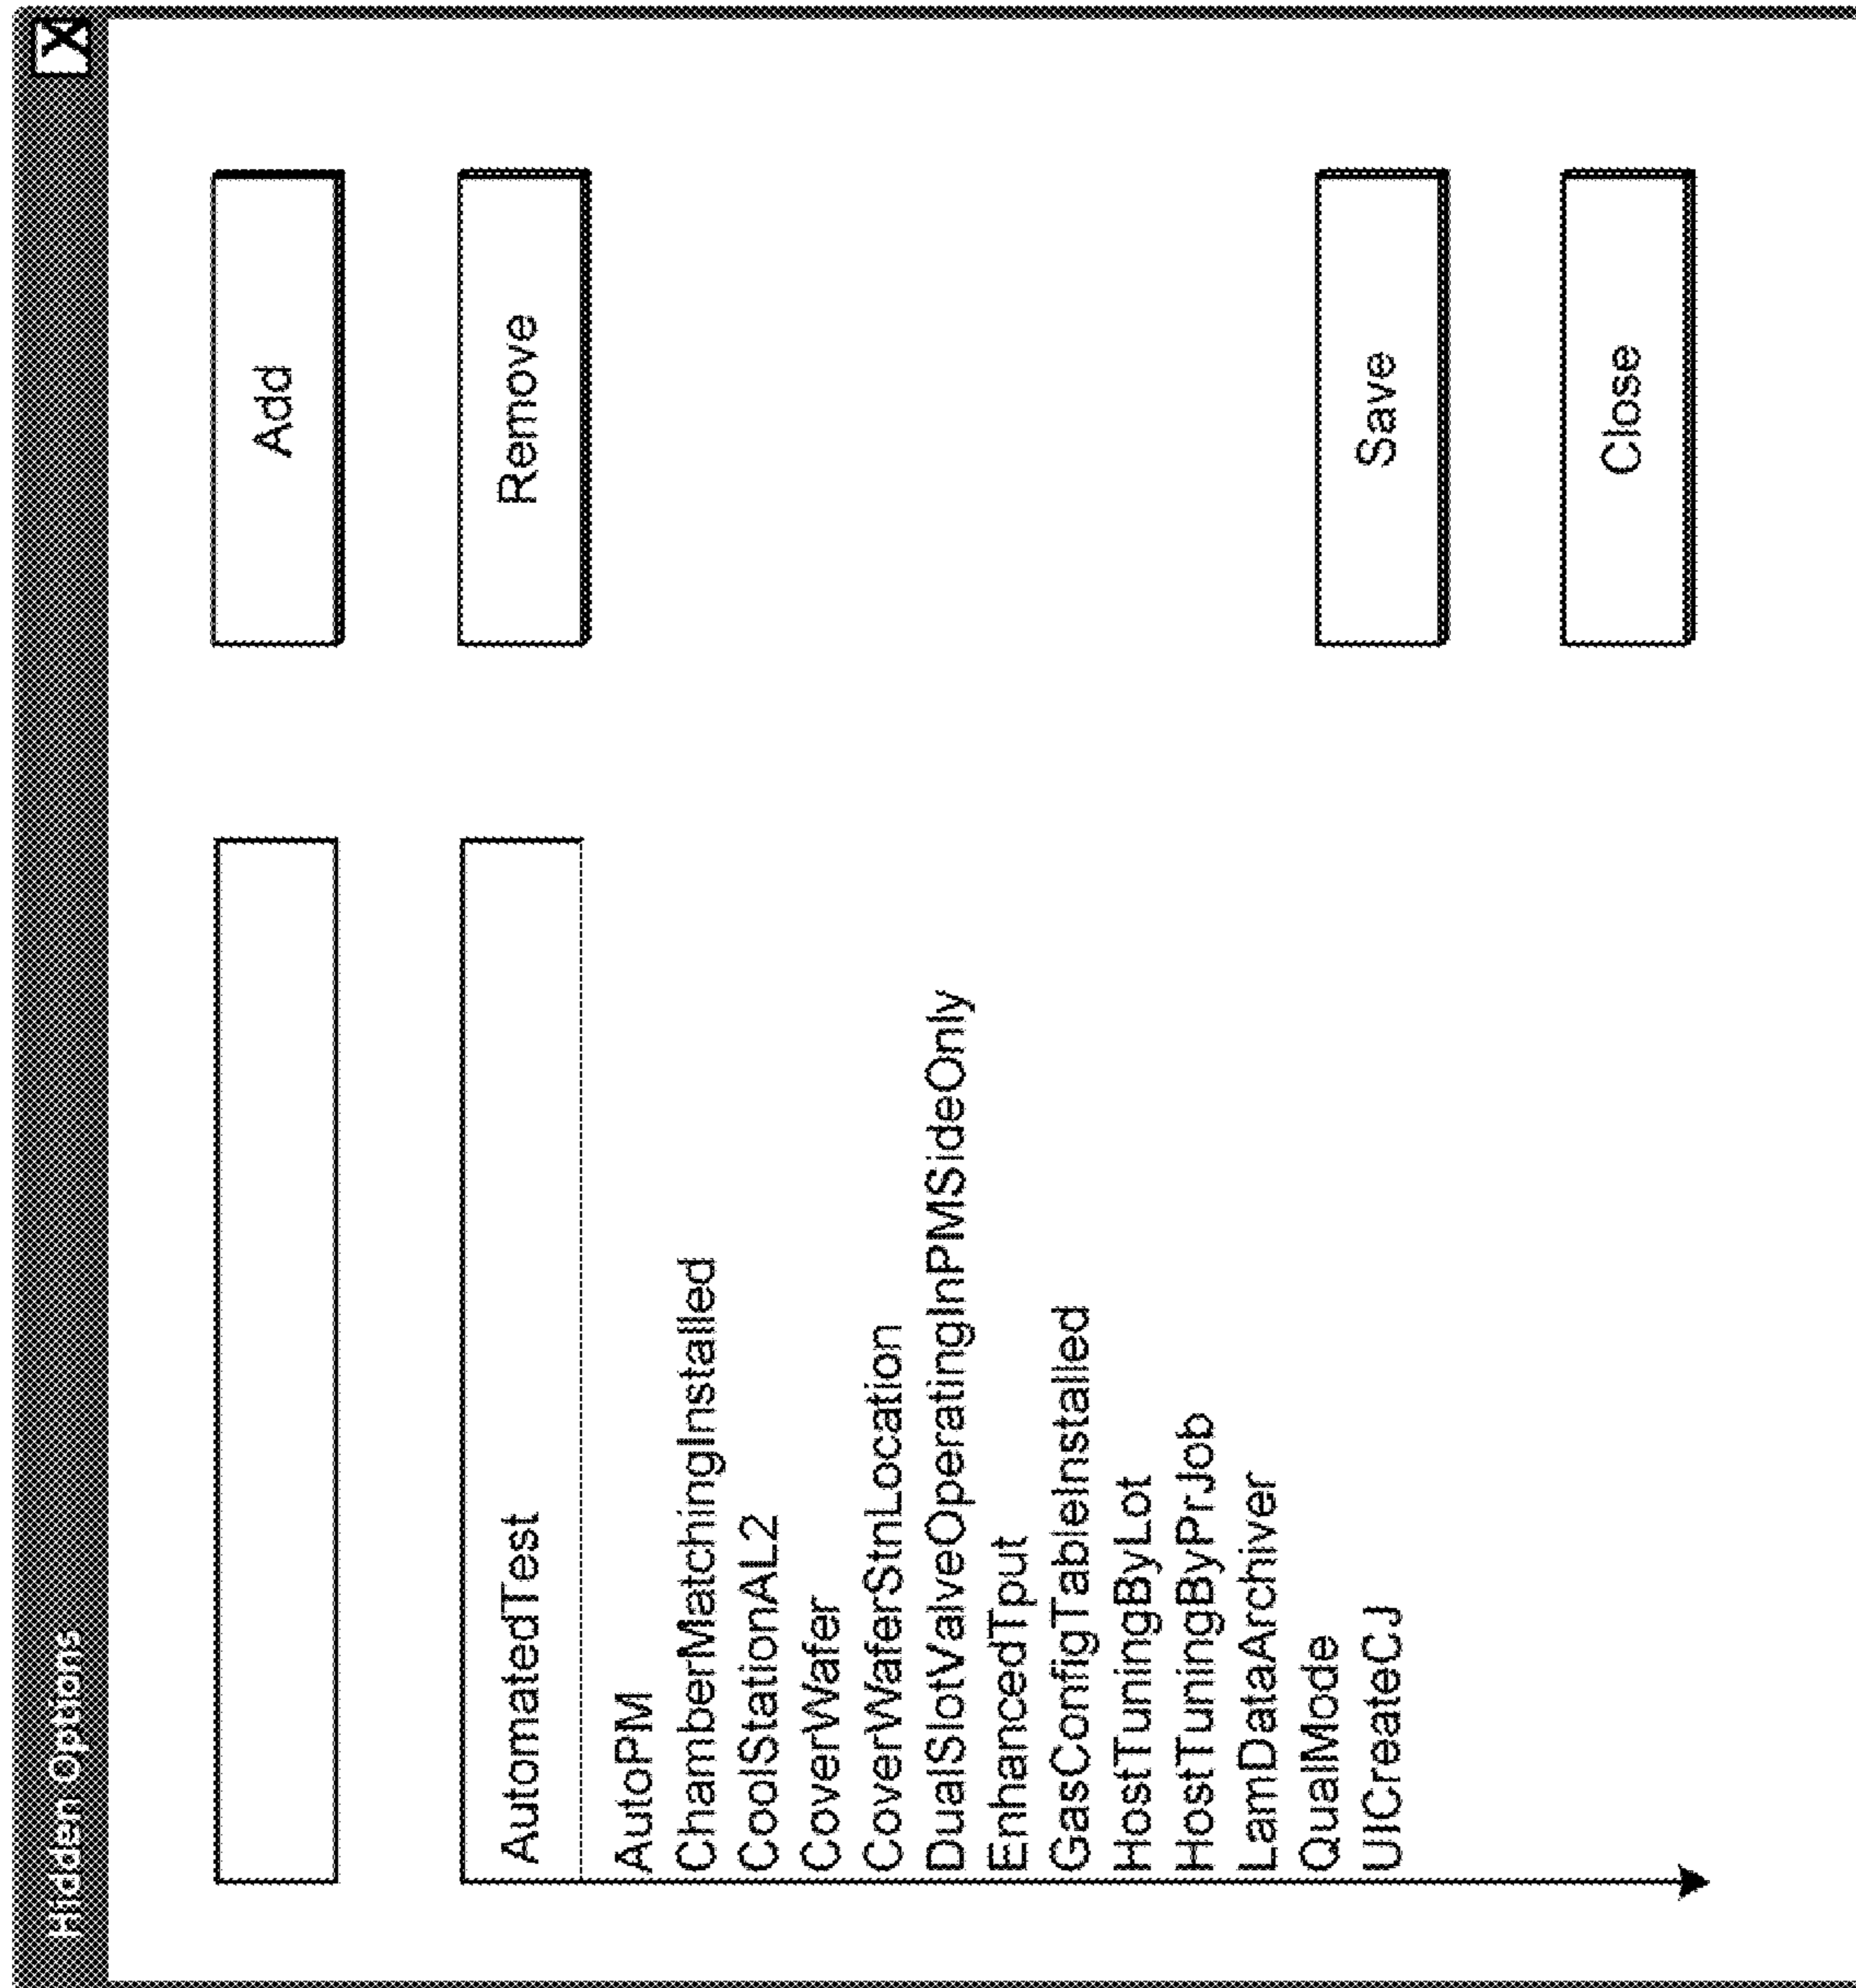 Hidden Options
X
Add
AutomatedTest
Remove
AutoPM
ChamberMatchingInstalled
CoolStationAL2
CoverWafer
CoverWaferStnLocation
DualSlotValveOperatingInPMSideOnly
EnhancedTput
GasConfigTableInstalled
HostTuningByLot
HostTuningByPrJob
LamDataArchiver
QualMode
UICreateCJ
Save
Close